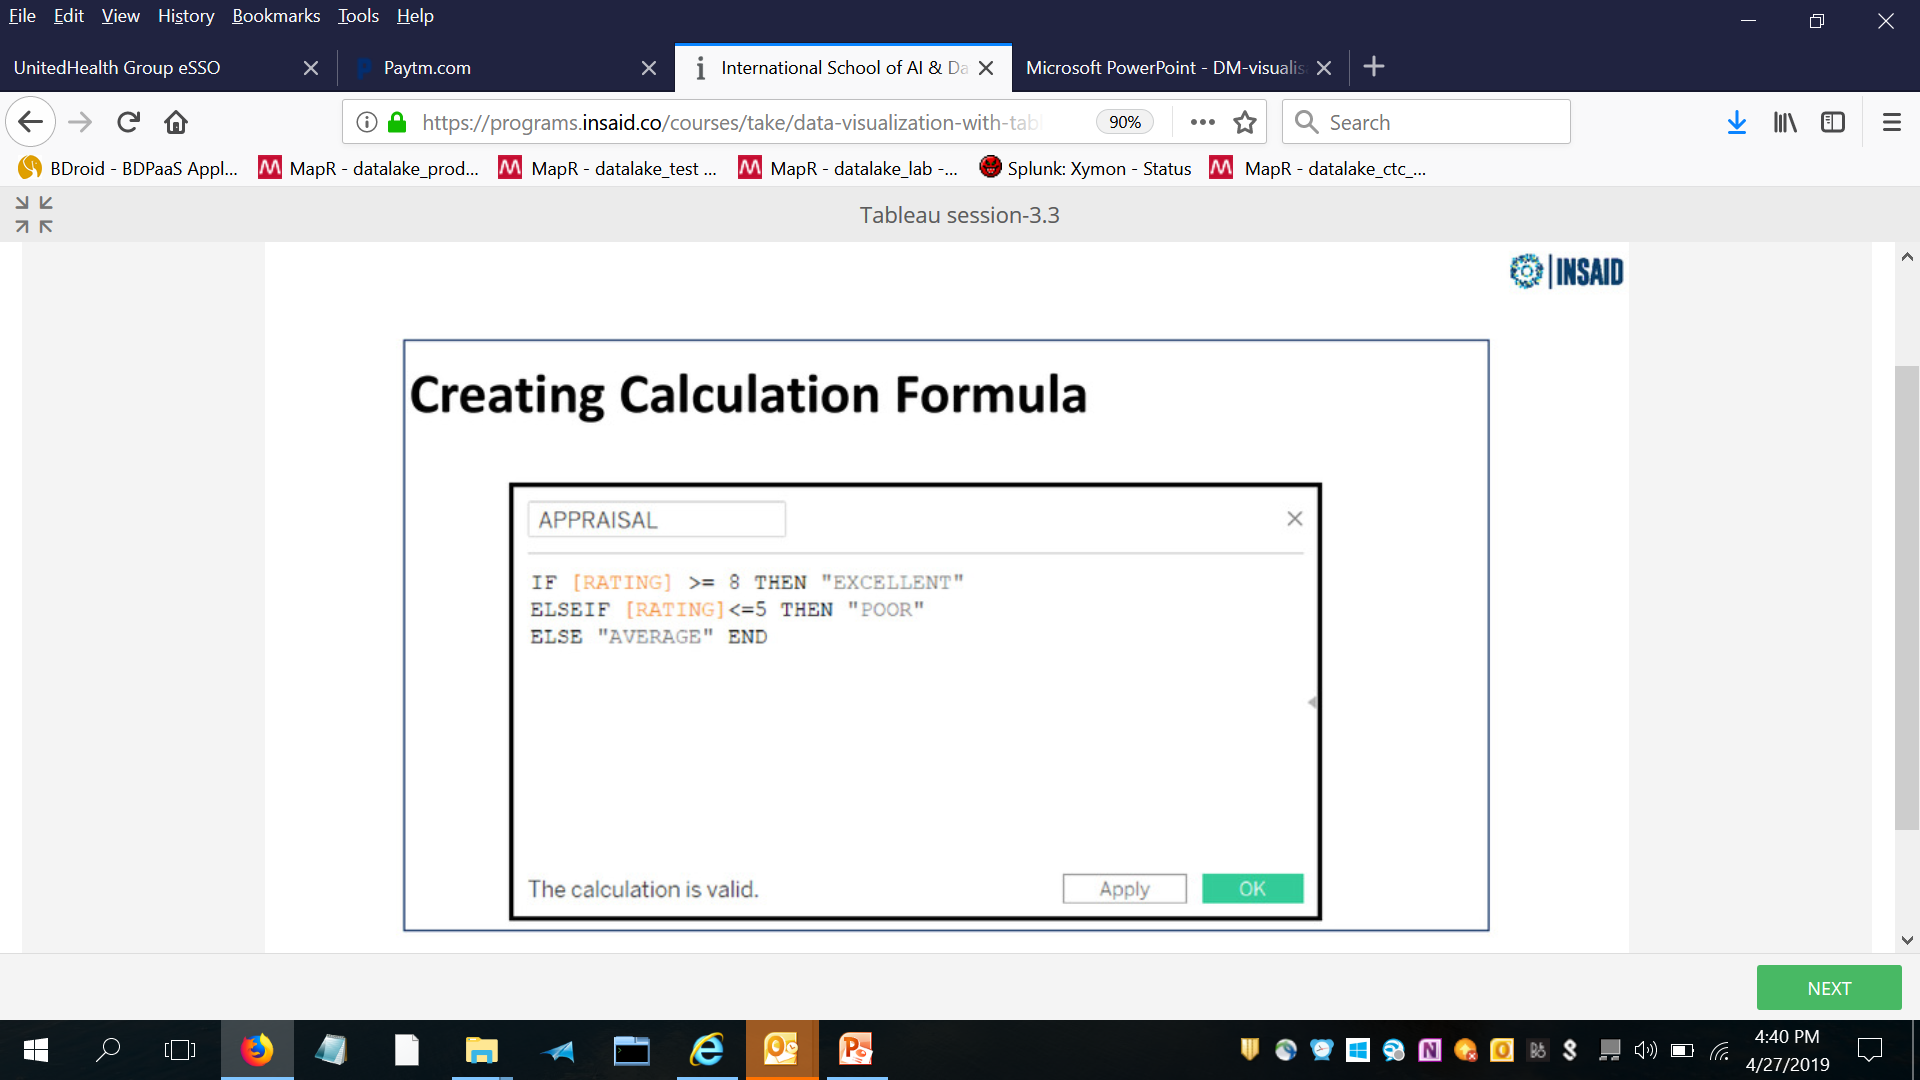 File Edit View History Bookmarks Tools Help
UnitedHealth Group eSSO
Paytm.com
International School of AI & Da
Microsoft PowerPoint - DM-visualis
https://programs.insaid.co/courses/take/data-visualization-with-tabl
90%
Search
BDroid - BDPaaS Appl...
MapR - datalake_prod...
MapR - datalake_test ...
MapR - datalake_lab -...
Splunk: Xymon - Status
MapR - datalake_ctc_...
Tableau session-3.3
INSAID
Creating Calculation Formula
APPRAISAL
IF [RATING] >= 8 THEN "EXCELLENT"
ELSEIF [RATING]<=5 THEN "POOR"
ELSE "AVERAGE" END
The calculation is valid.
Apply
OK
NEXT
4:40 PM
4/27/2019